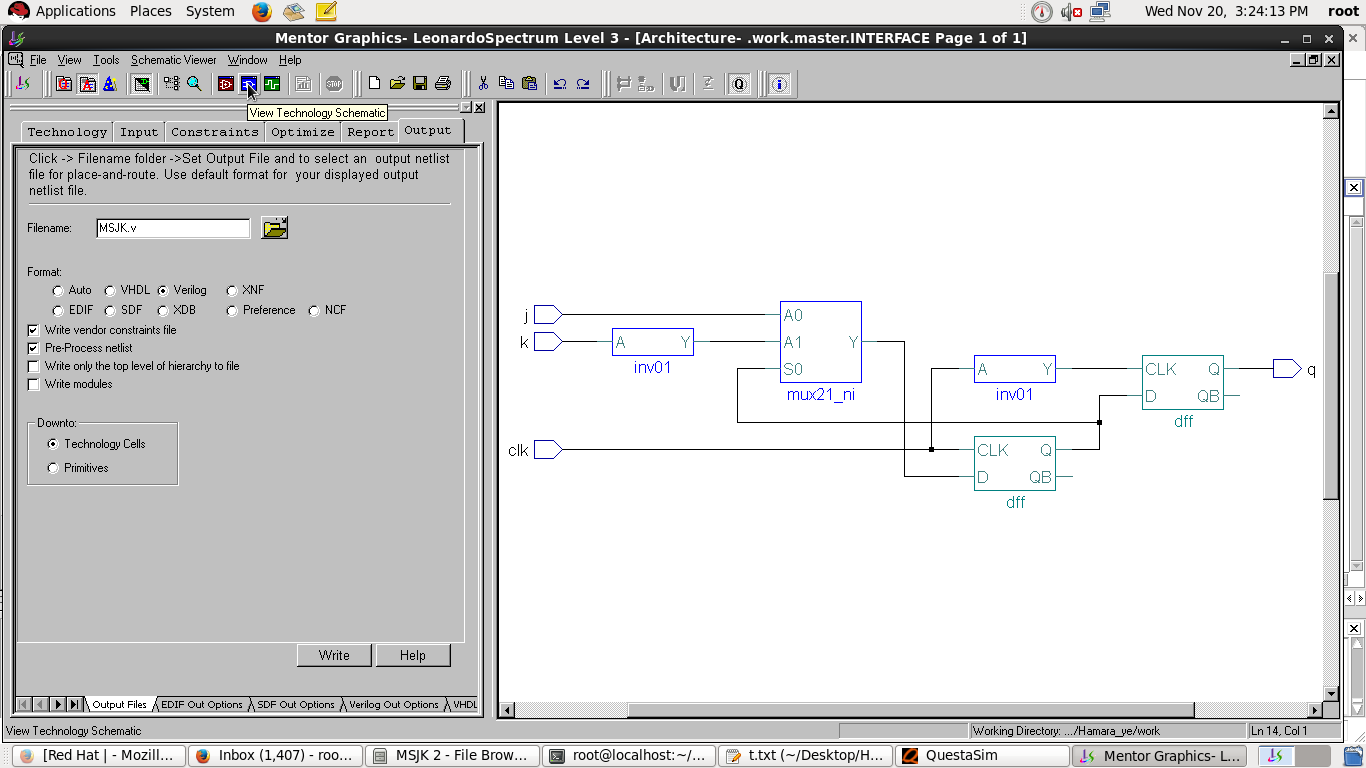 Applications Places System Wed Nov 20, 3:24:13 PM root
Mentor Graphics- LeonardoSpectrum Level 3 - [Architecture- .work.master.INTERFACE Page 1 of 1]
File View Tools Schematic Viewer Window Help
View Technology Schematic
Technology Input Constraints Optimize Report Output
Click -> Filename folder ->Set Output File and to select an output netlist
file for place-and-route. Use default format for your displayed output
netlist file.
Filename: MSJK.v
Format:
Auto VHDL Verilog XNF
EDIF SDF XDB Preference NCF
Write vendor constraints file
Pre-Process netlist
Write only the top level of hierarchy to file
Write modules
Downto:
Technology Cells
Primitives
Write Help
Output Files EDIF Out Options SDF Out Options Verilog Out Options VHDL
j A0
k A Y A1 Y
inv01 S0 A Y CLK Q q
mux21_ni inv01 D QB
dff
clk CLK Q
D QB
dff
View Technology Schematic Working Directory: .../Hamara_ye/work Ln 14, Col 1
[Red Hat | - Mozill... Inbox (1,407) - roo... MSJK 2 - File Brow... root@localhost:~/... t.txt (~/Desktop/H... QuestaSim Mentor Graphics- L...